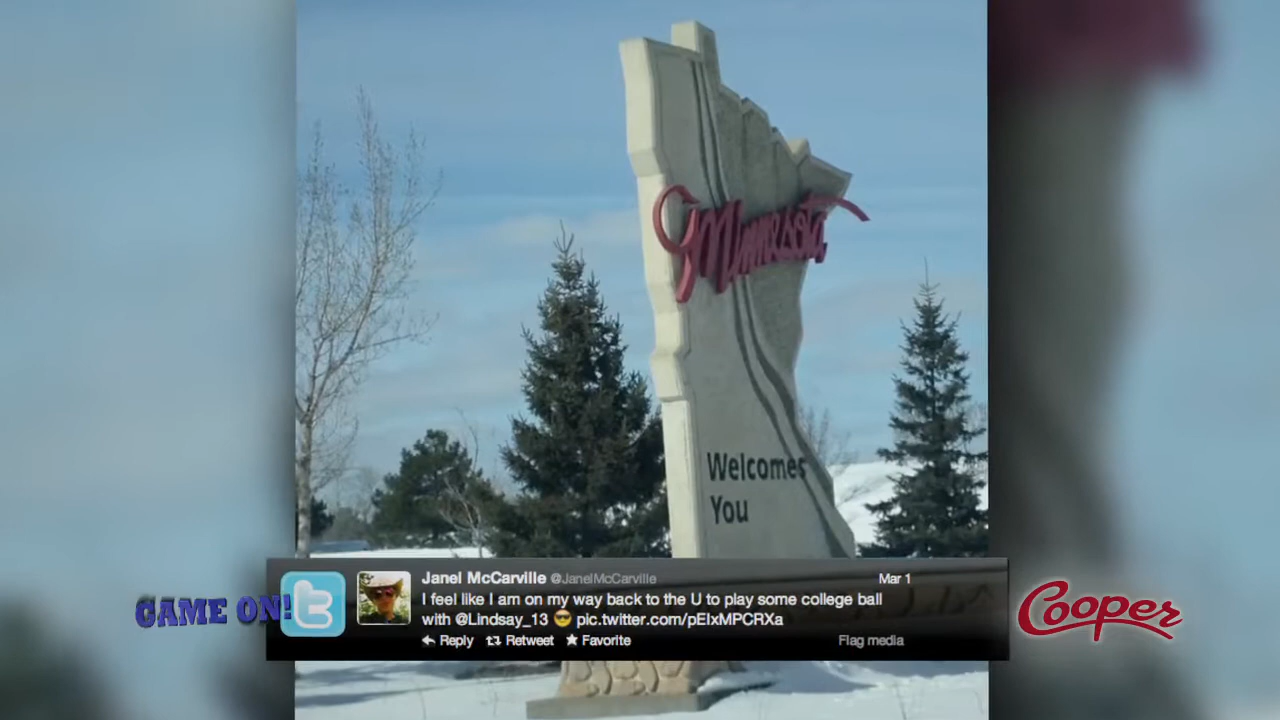 Minnesota
Welcomes
You
Janel McCarville @JanelMcCarville Mar 1
I feel like I am on my way back to the U to play some college ball
with @Lindsay_13 😎 pic.twitter.com/pEIxMPCRXa
Reply Retweet Favorite Flag media
GAME ON!
Cooper